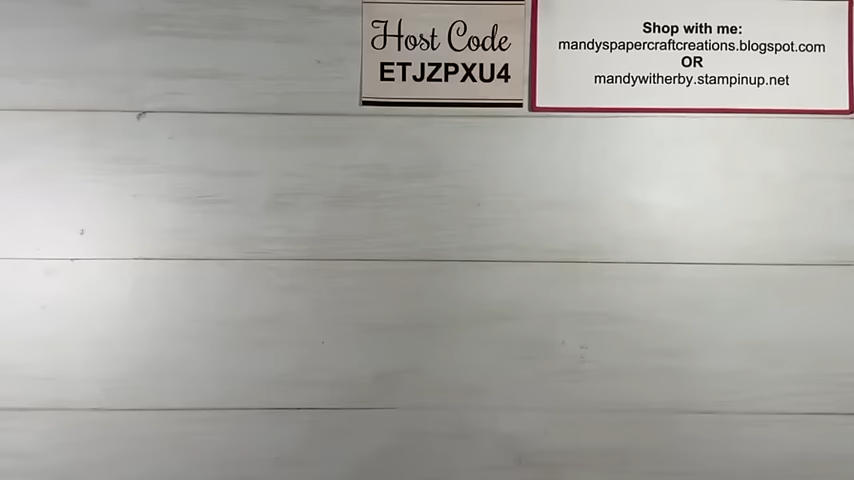 Host Code
ETJZPXU4
Shop with me:
mandyspapercraftcreations.blogspot.com
OR
mandywitherby.stampinup.net